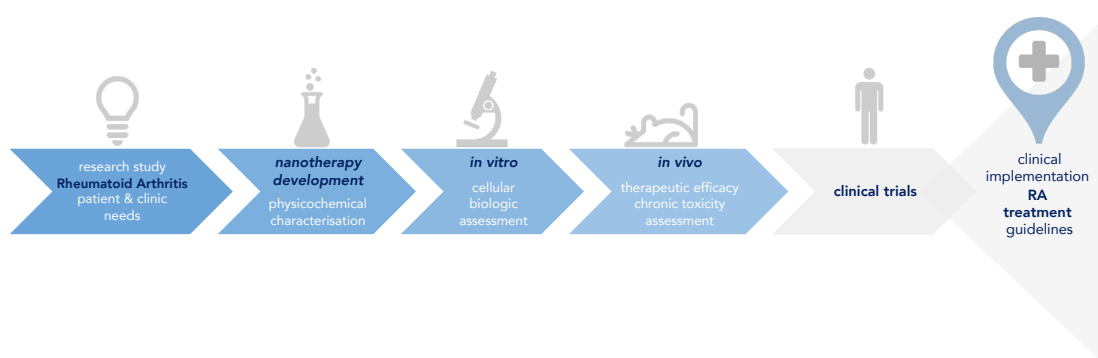 research study
Rheumatoid Arthritis
patient & clinic
needs
nanotherapy
development
physicochemical
characterisation
in vitro
cellular
biologic
assessment
in vivo
therapeutic efficacy
chronic toxicity
assessment
clinical trials
clinical
implementation
RA
treatment
guidelines